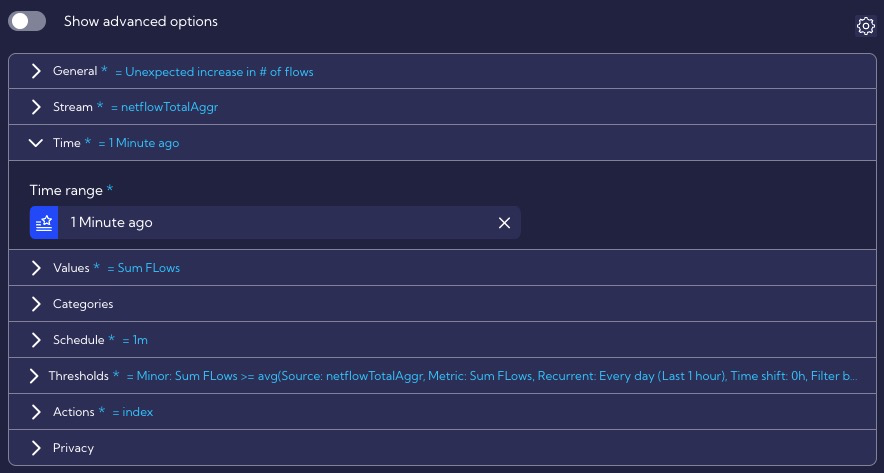 Show advanced options
General * = Unexpected increase in # of flows
Stream * = netflowTotalAggr
Time * = 1 Minute ago
Time range *
1 Minute ago
Values * = Sum FLows
Categories
Schedule * = 1m
Thresholds * = Minor: Sum FLows >= avg(Source: netflowTotalAggr, Metric: Sum FLows, Recurrent: Every day (Last 1 hour), Time shift: 0h, Filter b...
Actions * = index
Privacy